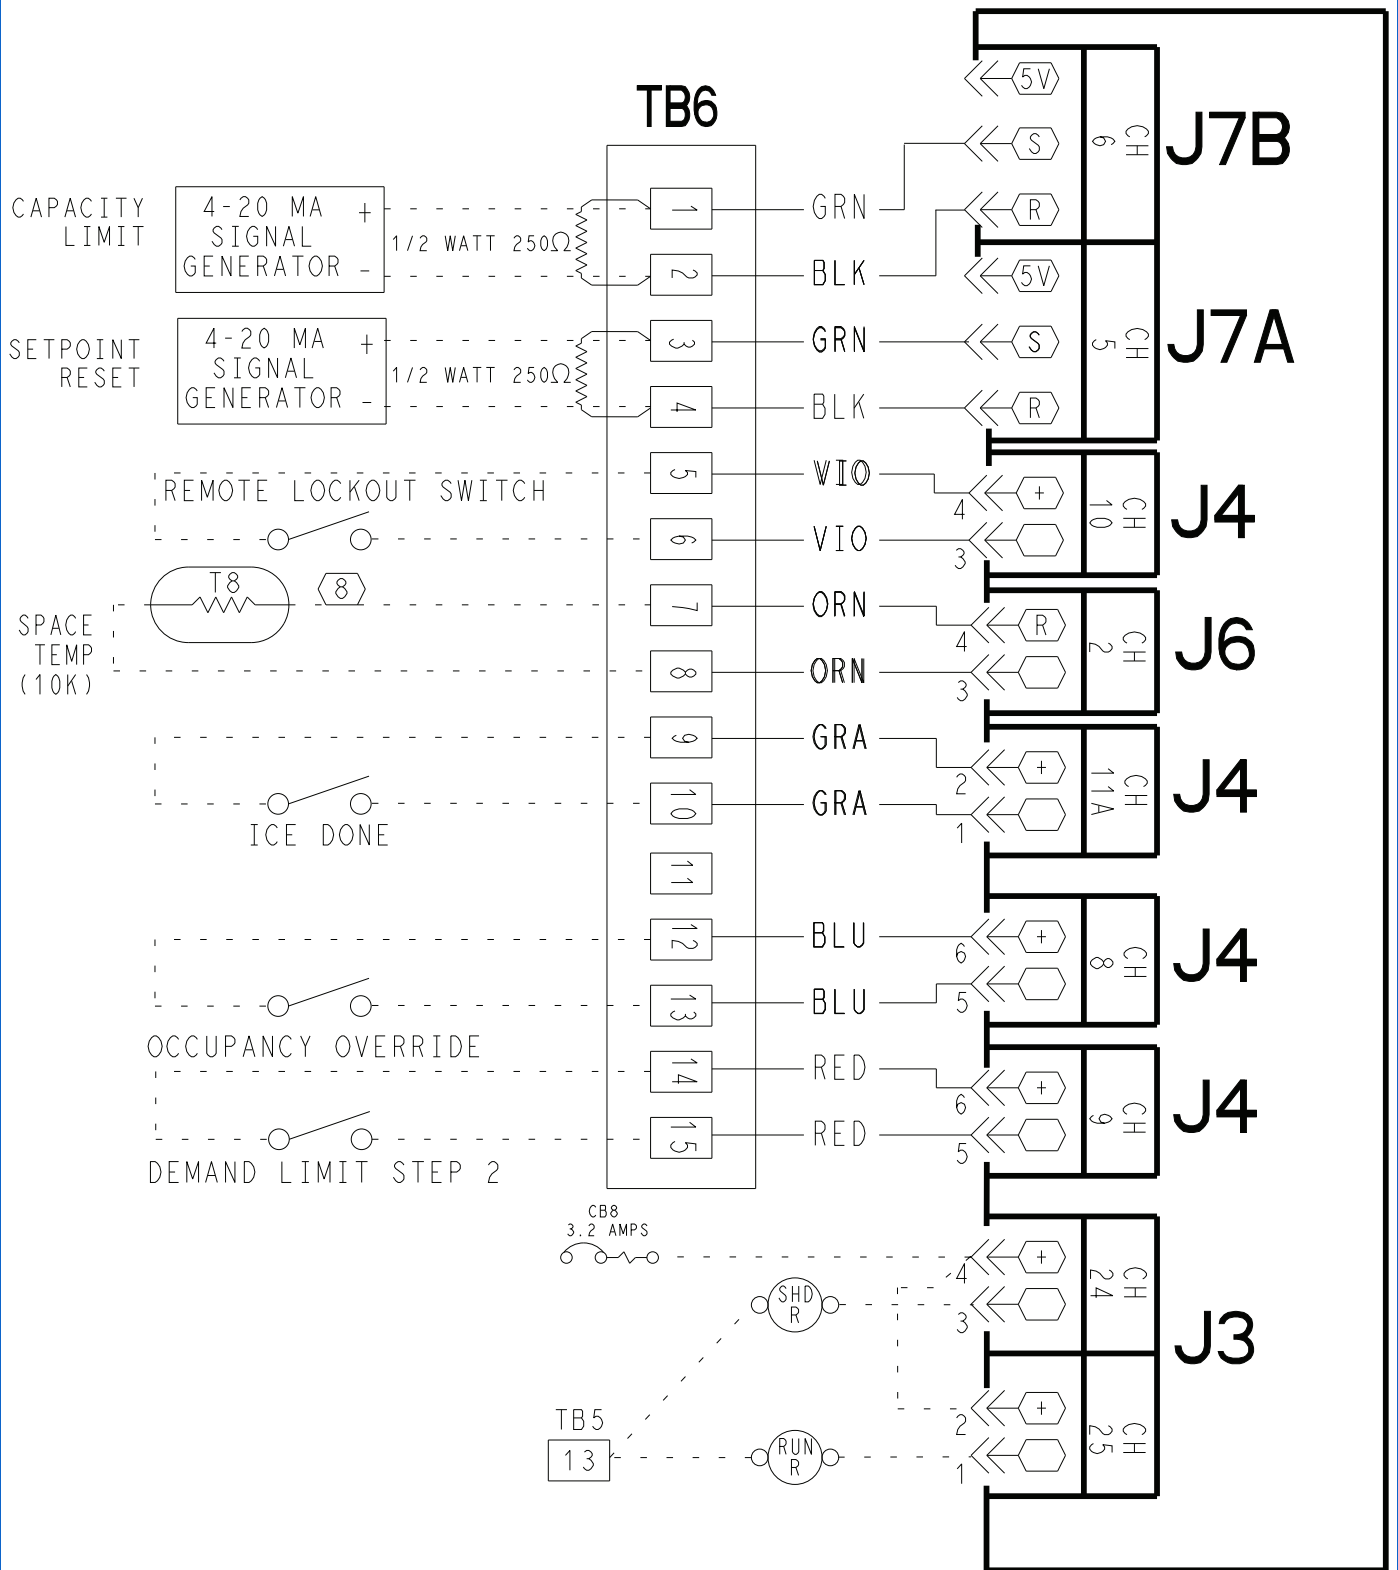 TB6
CAPACITY
LIMIT
4-20 MA
SIGNAL
GENERATOR
+
-
1/2 WATT 250Ω
1
GRN
2
BLK
5V
S
R
CH
6
J7B
SETPOINT
RESET
4-20 MA
SIGNAL
GENERATOR
+
-
1/2 WATT 250Ω
3
GRN
4
BLK
5V
S
R
CH
5
J7A
REMOTE LOCKOUT SWITCH
5
VIO
6
VIO
4
+
3
CH
10
J4
SPACE
TEMP
(10K)
T8
8
7
ORN
8
ORN
4
R
3
CH
2
J6
ICE DONE
9
GRA
10
GRA
2
+
1
CH
11A
J4
11
OCCUPANCY OVERRIDE
12
BLU
13
BLU
6
+
5
CH
8
J4
DEMAND LIMIT STEP 2
14
RED
15
RED
6
+
5
CH
9
J4
CB8
3.2 AMPS
4
+
SHD
R
3
CH
24
J3
TB5
13
RUN
R
2
+
1
CH
25